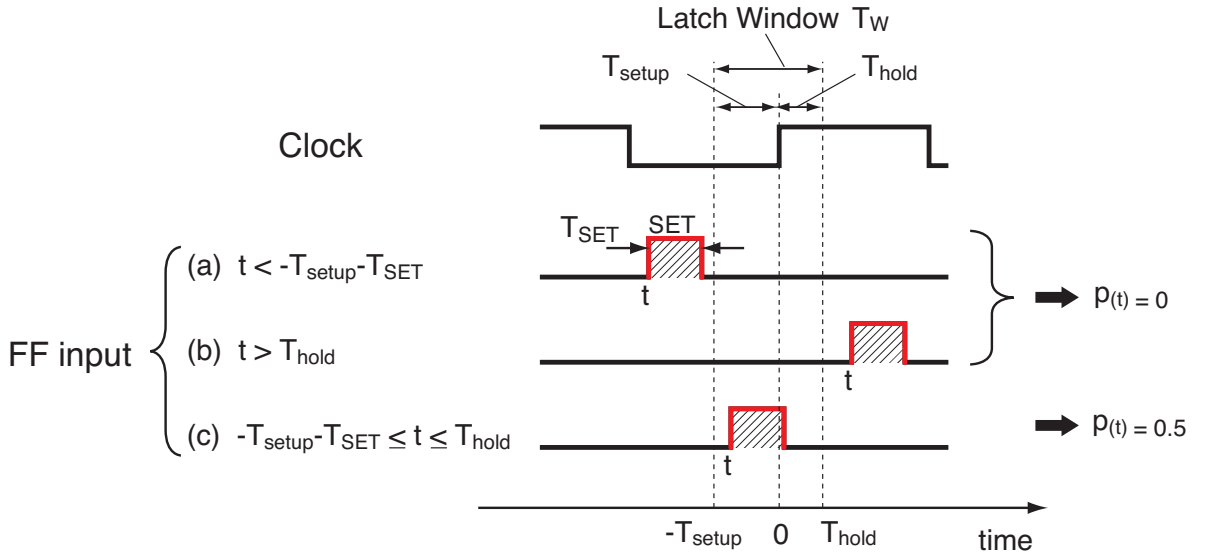 Latch Window T_W
T_setup
T_hold
Clock
T_SET
SET
(a) t < -T_setup-T_SET
t
p(t) = 0
FF input
(b) t > T_hold
t
(c) -T_setup-T_SET ≤ t ≤ T_hold
t
p(t) = 0.5
-T_setup 0 T_hold
time